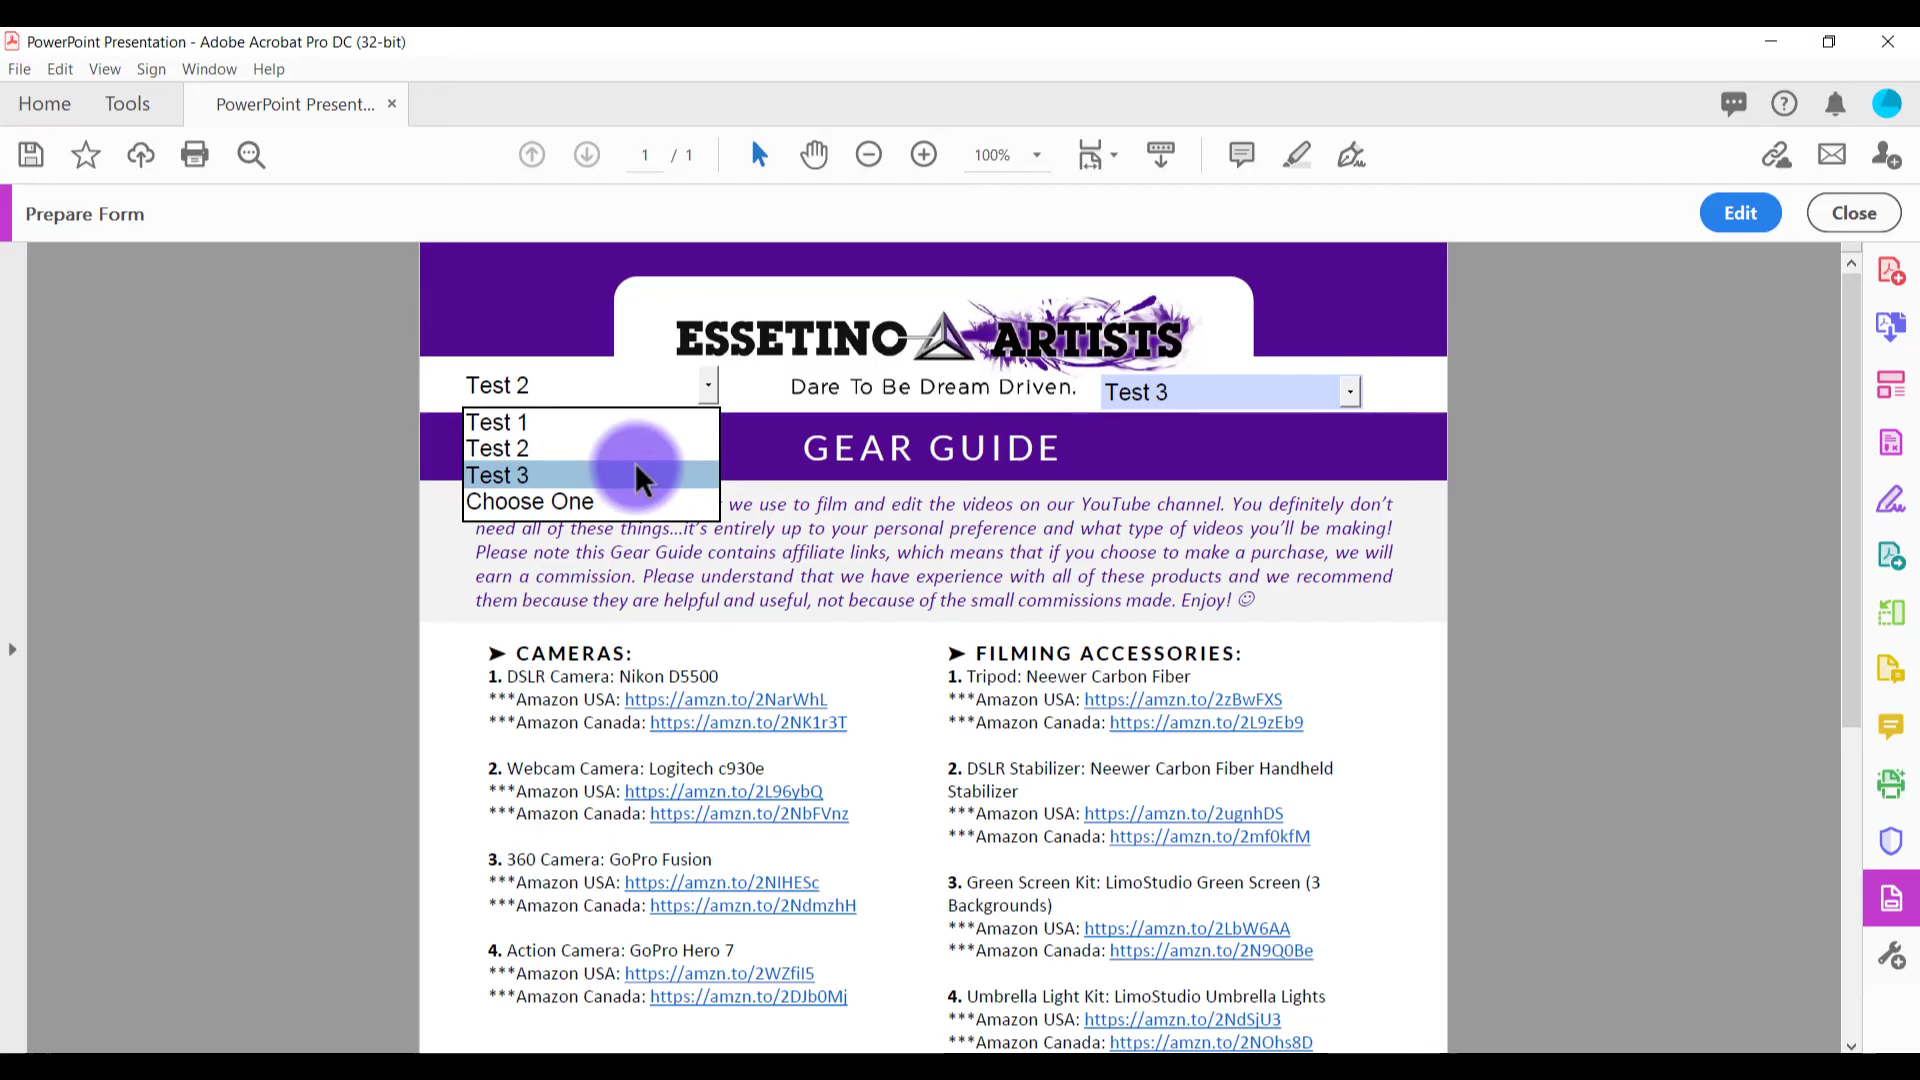 PowerPoint Presentation - Adobe Acrobat Pro DC (32-bit)
File Edit View Sign Window Help
Home Tools PowerPoint Present... ×
1 / 1 100%
Prepare Form Edit Close
ESSETINO ARTISTS
Test 2 Dare To Be Dream Driven. Test 3
Test 1
Test 2
Test 3
Choose One
GEAR GUIDE
we use to film and edit the videos on our YouTube channel. You definitely don’t
need all of these things...it’s entirely up to your personal preference and what type of videos you’ll be making!
Please note this Gear Guide contains affiliate links, which means that if you choose to make a purchase, we will
earn a commission. Please understand that we have experience with all of these products and we recommend
them because they are helpful and useful, not because of the small commissions made. Enjoy! ☺
➤ CAMERAS:
1. DSLR Camera: Nikon D5500
***Amazon USA: https://amzn.to/2NarWhL
***Amazon Canada: https://amzn.to/2NK1r3T
2. Webcam Camera: Logitech c930e
***Amazon USA: https://amzn.to/2L96ybQ
***Amazon Canada: https://amzn.to/2NbFVnz
3. 360 Camera: GoPro Fusion
***Amazon USA: https://amzn.to/2NIHESc
***Amazon Canada: https://amzn.to/2NdmzhH
4. Action Camera: GoPro Hero 7
***Amazon USA: https://amzn.to/2WZfiI5
***Amazon Canada: https://amzn.to/2DJb0Mj
➤ FILMING ACCESSORIES:
1. Tripod: Neewer Carbon Fiber
***Amazon USA: https://amzn.to/2zBwFXS
***Amazon Canada: https://amzn.to/2L9zEb9
2. DSLR Stabilizer: Neewer Carbon Fiber Handheld
Stabilizer
***Amazon USA: https://amzn.to/2ugnhDS
***Amazon Canada: https://amzn.to/2mf0kfM
3. Green Screen Kit: LimoStudio Green Screen (3
Backgrounds)
***Amazon USA: https://amzn.to/2LbW6AA
***Amazon Canada: https://amzn.to/2N9Q0Be
4. Umbrella Light Kit: LimoStudio Umbrella Lights
***Amazon USA: https://amzn.to/2NdSjU3
***Amazon Canada: https://amzn.to/2NOhs8D